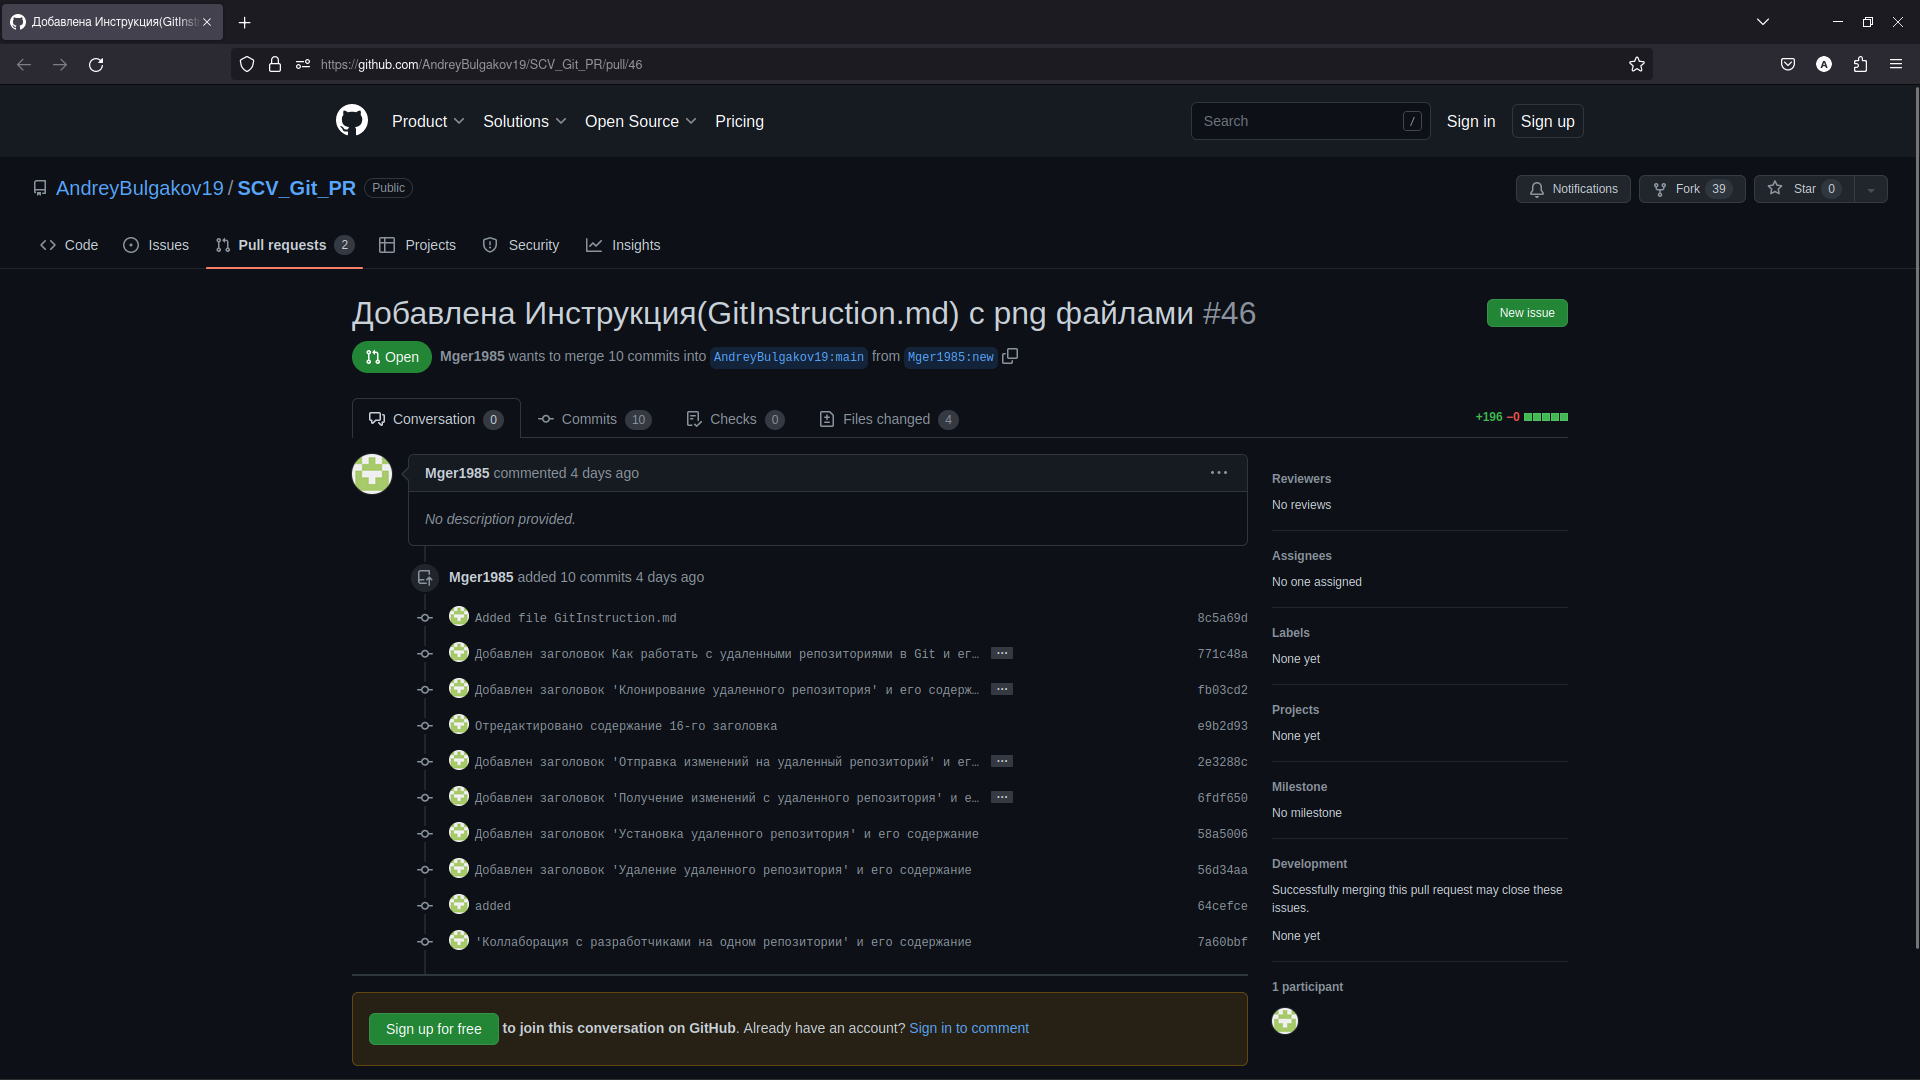 Добавлена Инструкция(GitInst
https://github.com/AndreyBulgakov19/SCV_Git_PR/pull/46
A
Product
Solutions
Open Source
Pricing
Search
/
Sign in
Sign up
AndreyBulgakov19 / SCV_Git_PR Public
Notifications
Fork 39
Star 0
Code
Issues
Pull requests 2
Projects
Security
Insights
Добавлена Инструкция(GitInstruction.md) с png файлами #46
New issue
Open
Mger1985 wants to merge 10 commits into AndreyBulgakov19:main from Mger1985:new
Conversation 0
Commits 10
Checks 0
Files changed 4
+196 −0
Mger1985 commented 4 days ago
No description provided.
Mger1985 added 10 commits 4 days ago
Added file GitInstruction.md 8c5a69d
Добавлен заголовок Как работать с удаленными репозиториями в Git и ег… 771c48a
Добавлен заголовок 'Клонирование удаленного репозитория' и его содерж… fb03cd2
Отредактировано содержание 16-го заголовка e9b2d93
Добавлен заголовок 'Отправка изменений на удаленный репозиторий' и ег… 2e3288c
Добавлен заголовок 'Получение изменений с удаленного репозитория' и е… 6fdf650
Добавлен заголовок 'Установка удаленного репозитория' и его содержание 58a5006
Добавлен заголовок 'Удаление удаленного репозитория' и его содержание 56d34aa
added 64cefce
'Коллаборация с разработчиками на одном репозитории' и его содержание 7a60bbf
Sign up for free to join this conversation on GitHub. Already have an account? Sign in to comment
Reviewers
No reviews
Assignees
No one assigned
Labels
None yet
Projects
None yet
Milestone
No milestone
Development
Successfully merging this pull request may close these
issues.
None yet
1 participant